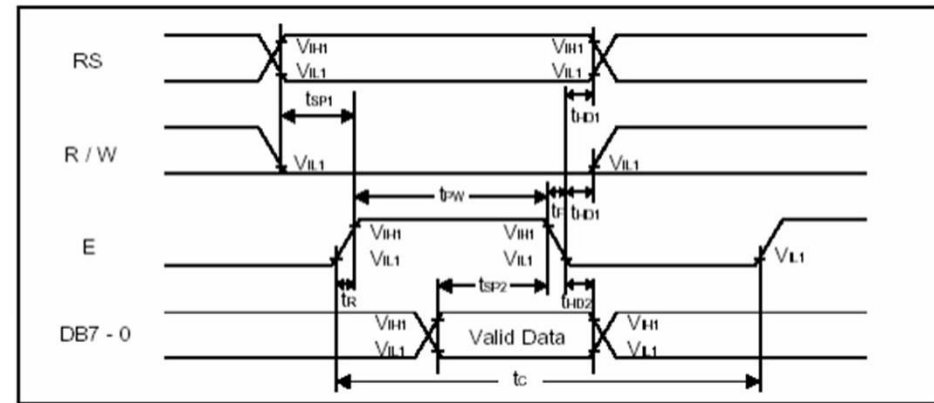 RS
VIH1
VIH1
VIL1
VIL1
tSP1
tHD1
R / W
VIL1
VIL1
tPW
tF
tHD1
E
VIH1
VIH1
VIL1
VIL1
VIL1
tR
tSP2
tHD2
DB7 - 0
VIH1
Valid Data
VIH1
VIL1
VIL1
tC